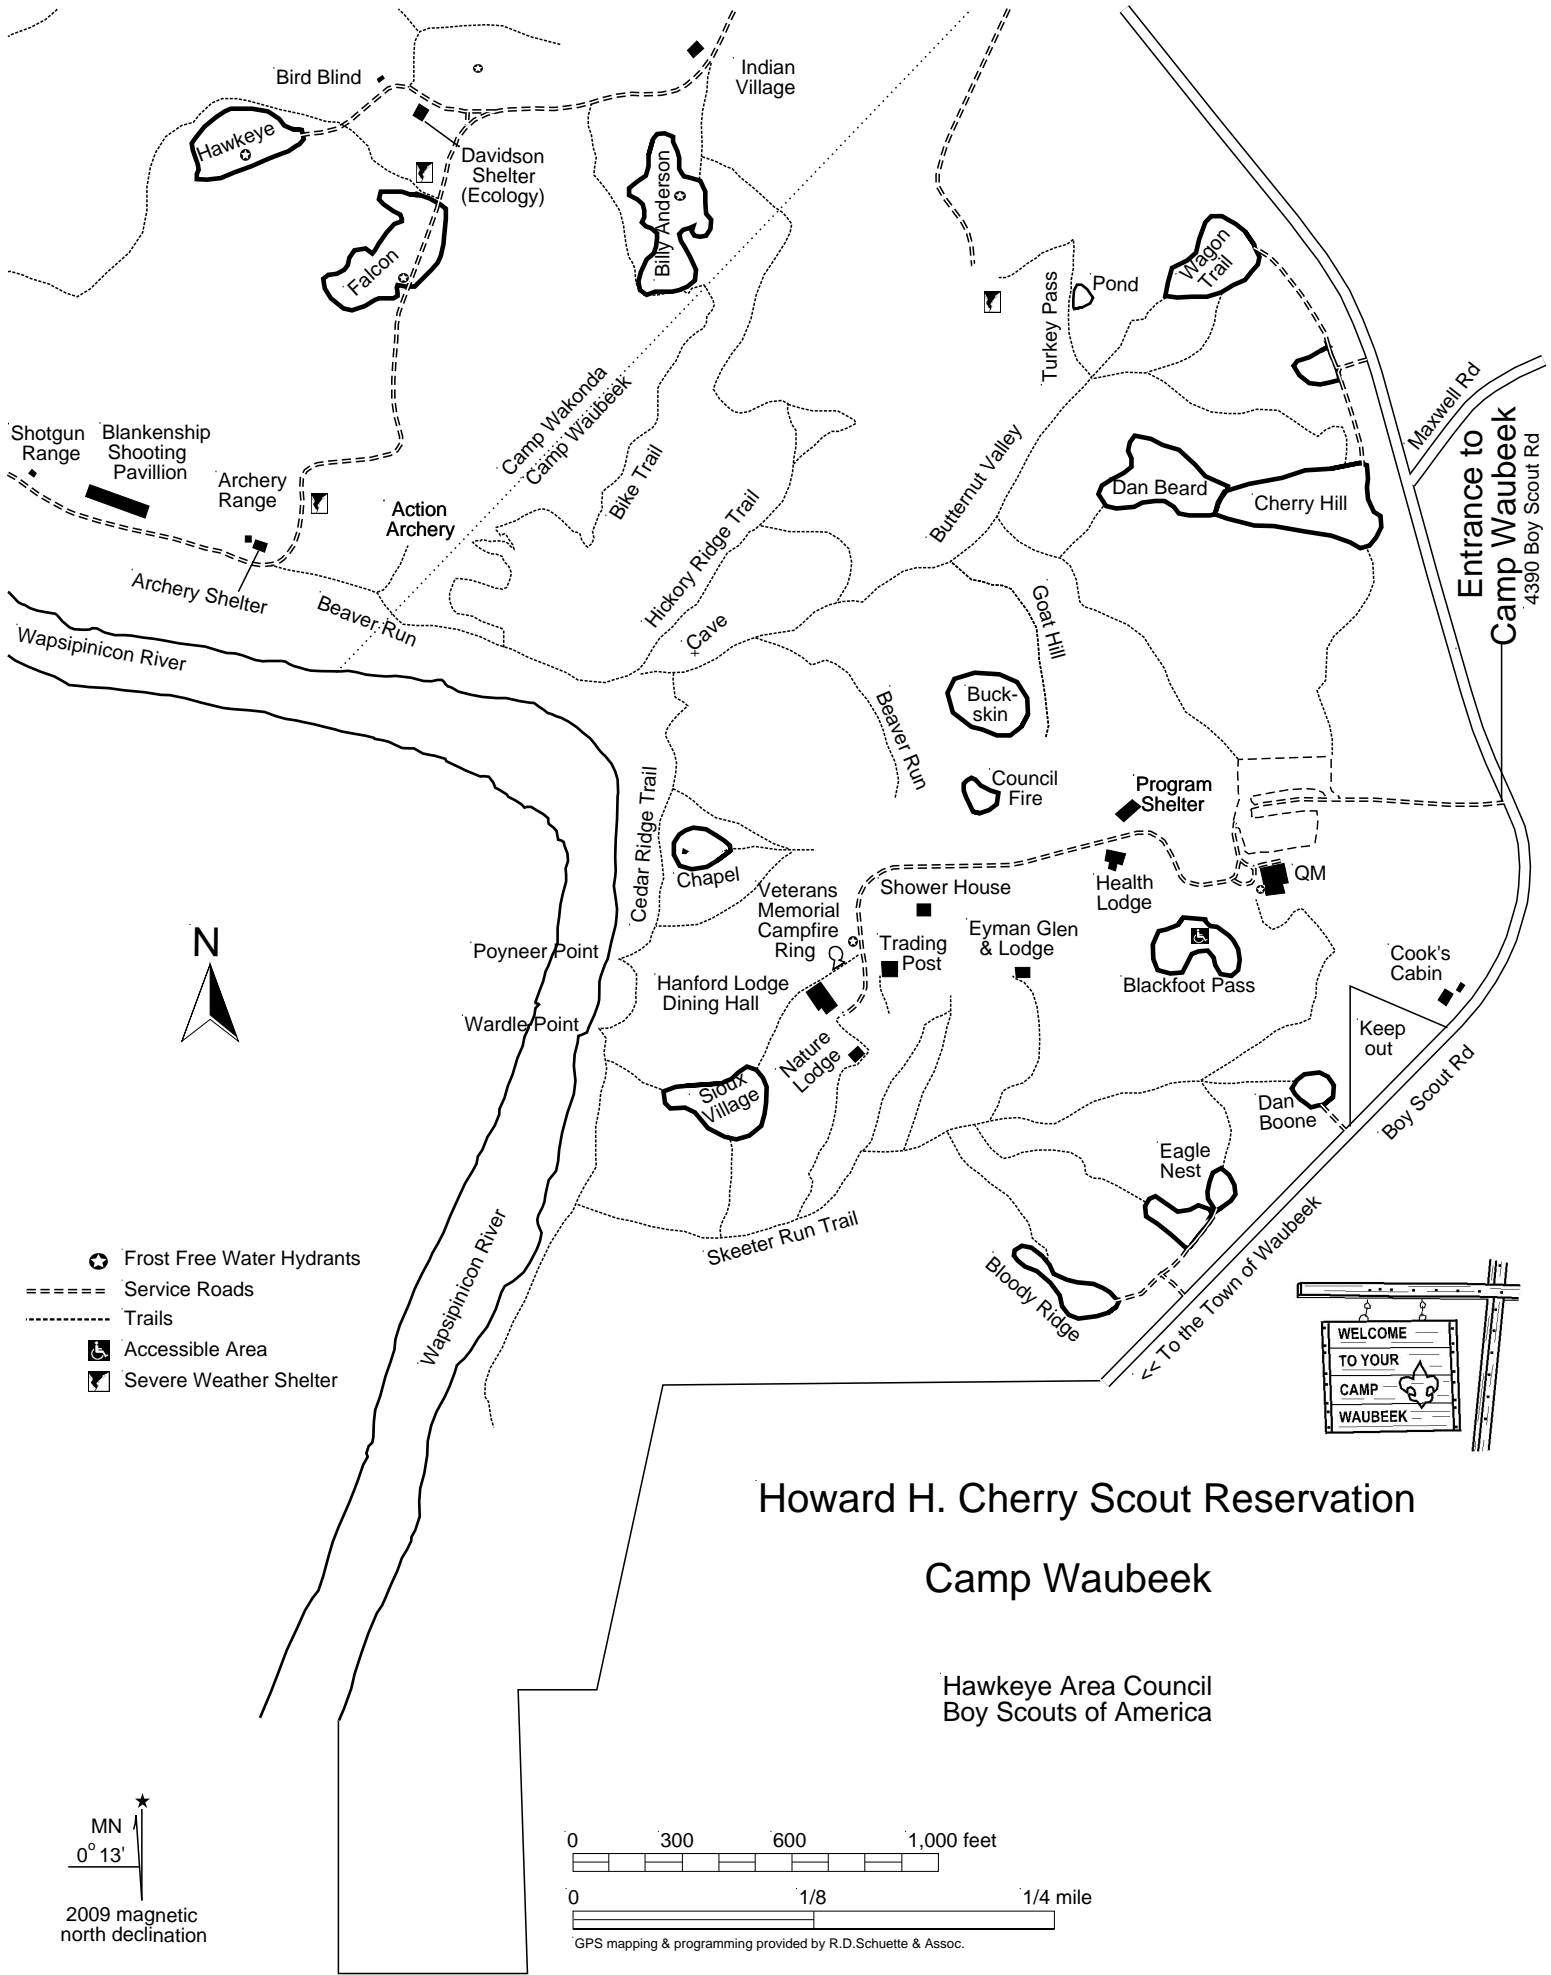 Bird Blind
Indian
Village
Hawkeye
Davidson
Shelter
(Ecology)
Billy Anderson
Falcon
Wagon
Trail
Pond
Turkey Pass
Maxwell Rd
Camp Wakonda
Camp Waubeek
Shotgun
Range
Blankenship
Shooting
Pavillion
Archery
Range
Action
Archery
Bike Trail
Butternut Valley
Dan Beard
Cherry Hill
Entrance to
Camp Waubeek
4390 Boy Scout Rd
Archery Shelter
Beaver Run
Hickory Ridge Trail
Cave
Goat Hill
Wapsipinicon River
Buck-
skin
Beaver Run
Council
Fire
Program
Shelter
Cedar Ridge Trail
Chapel
Veterans
Memorial
Campfire
Ring
Shower House
Health
Lodge
QM
Trading
Post
Eyman Glen
& Lodge
Blackfoot Pass
Cook's
Cabin
N
Poyneer Point
Hanford Lodge
Dining Hall
Wardle Point
Keep
out
Nature
Lodge
Sioux
Village
Dan
Boone
Boy Scout Rd
Eagle
Nest
Skeeter Run Trail
Bloody Ridge
<< To the Town of Waubeek
Wapsipinicon River
Frost Free Water Hydrants
Service Roads
Trails
Accessible Area
Severe Weather Shelter
WELCOME
TO YOUR
CAMP
WAUBEEK
Howard H. Cherry Scout Reservation
Camp Waubeek
Hawkeye Area Council
Boy Scouts of America
MN
0° 13'
2009 magnetic
north declination
0 300 600 1,000 feet
0 1/8 1/4 mile
GPS mapping & programming provided by R.D.Schuette & Assoc.